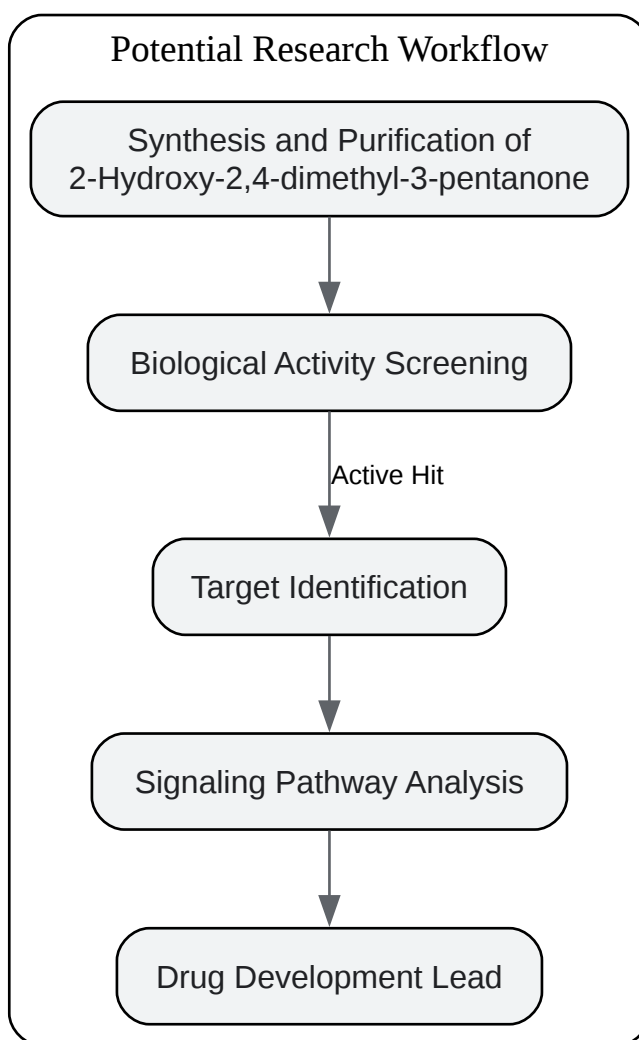 Potential Research Workflow
Synthesis and Purification of
2-Hydroxy-2,4-dimethyl-3-pentanone
Biological Activity Screening
Active Hit
Target Identification
Signaling Pathway Analysis
Drug Development Lead